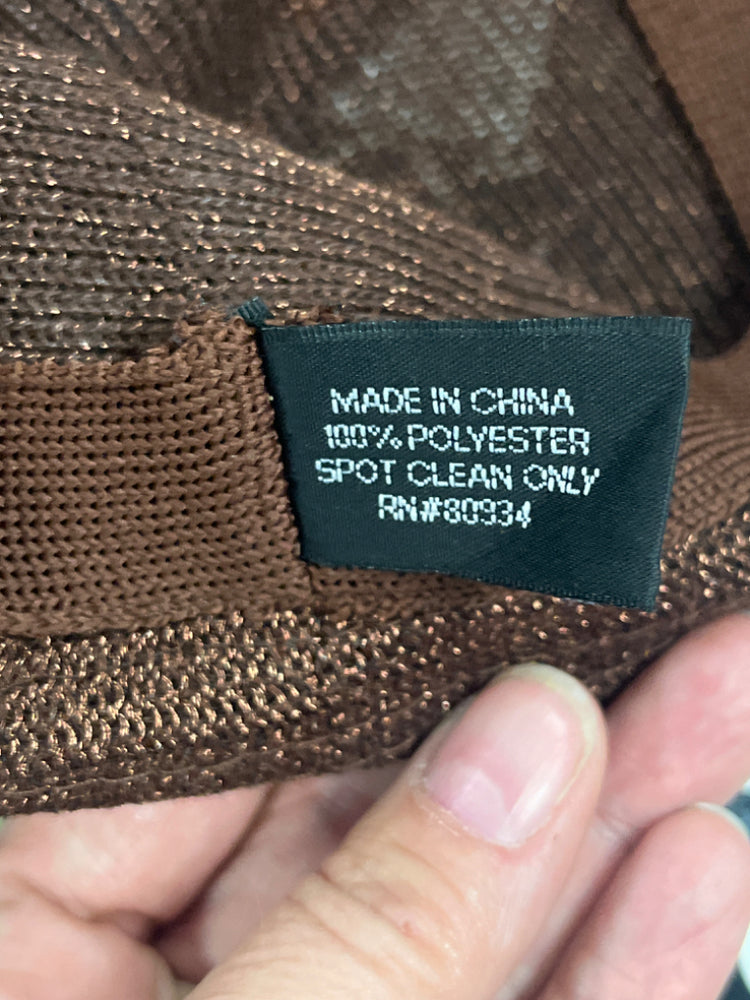 MADE IN CHINA
100% POLYESTER
SPOT CLEAN ONLY
RN#80934